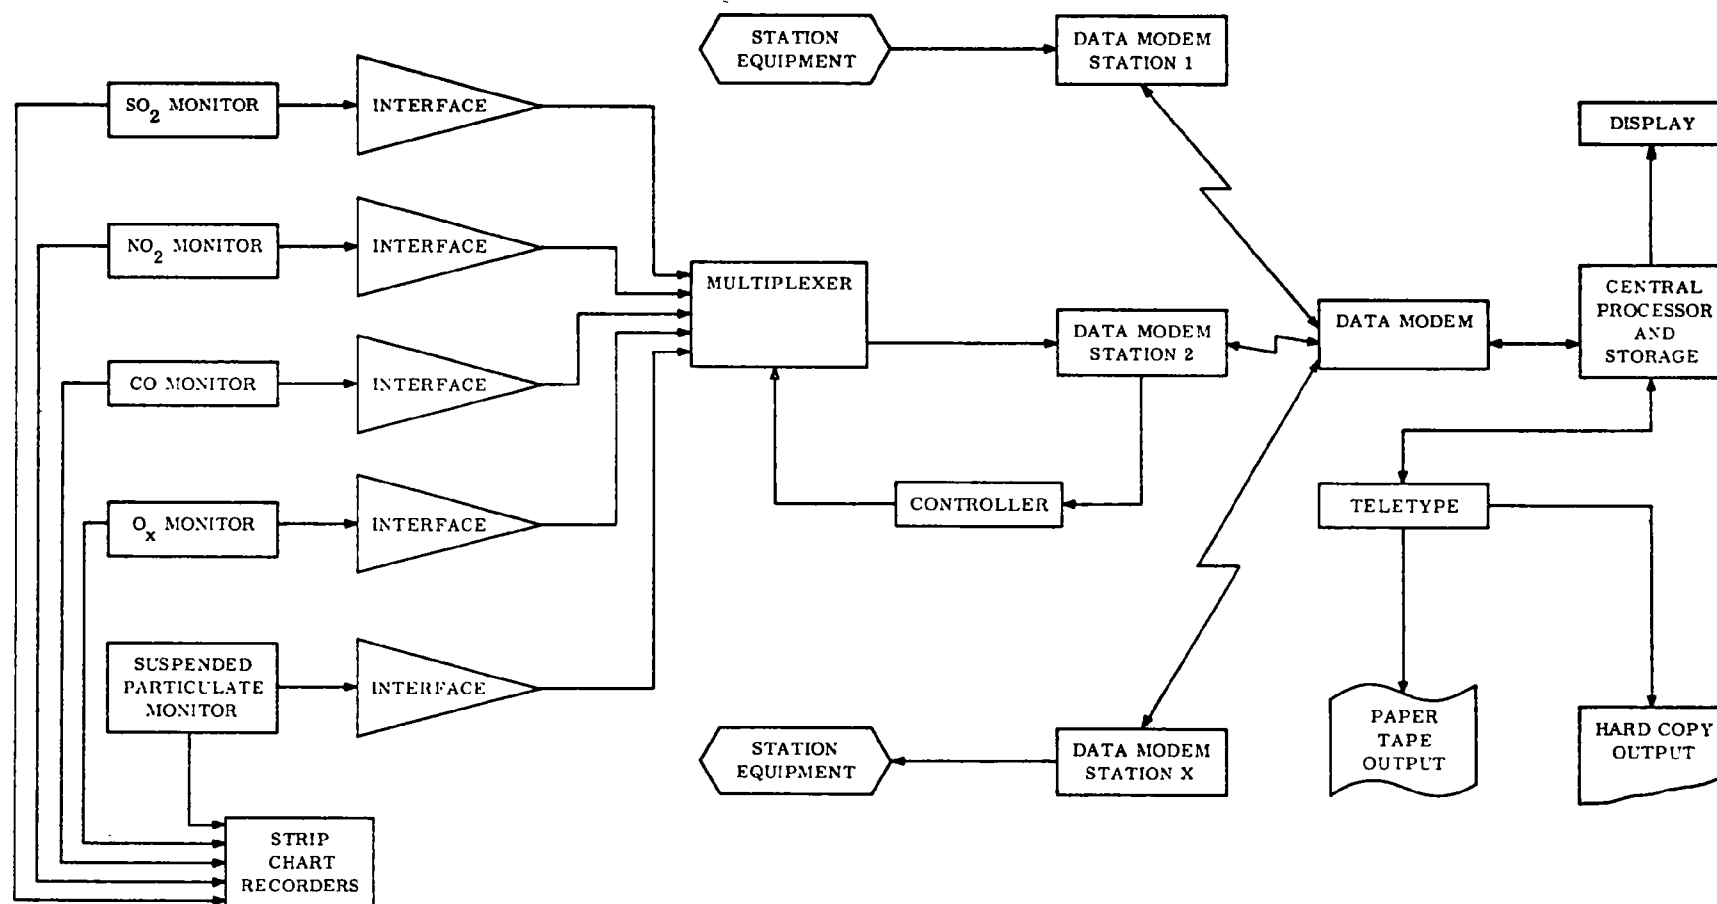 STATION
EQUIPMENT
DATA MODEM
STATION 1
SO2 MONITOR
INTERFACE
DISPLAY
NO2 MONITOR
INTERFACE
MULTIPLEXER
DATA MODEM
STATION 2
DATA MODEM
CENTRAL
PROCESSOR
AND
STORAGE
CO MONITOR
INTERFACE
CONTROLLER
TELETYPE
Ox MONITOR
INTERFACE
SUSPENDED
PARTICULATE
MONITOR
INTERFACE
STATION
EQUIPMENT
DATA MODEM
STATION X
PAPER
TAPE
OUTPUT
HARD COPY
OUTPUT
STRIP
CHART
RECORDERS